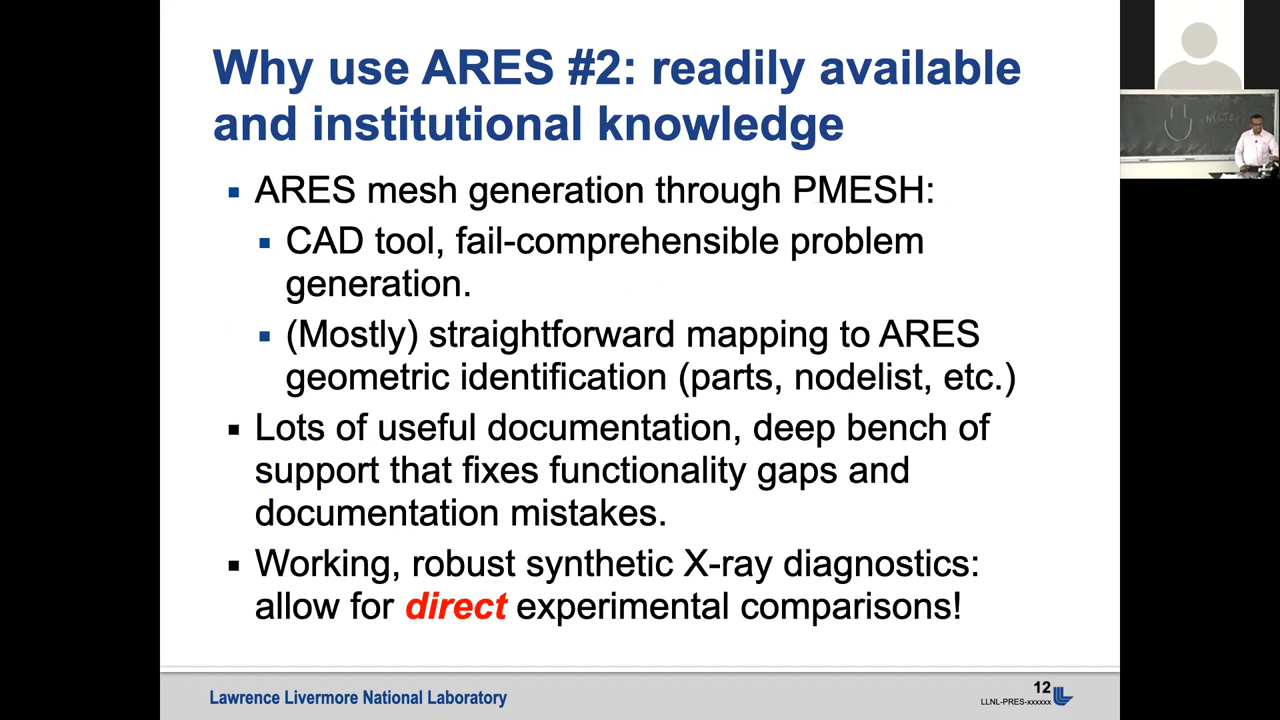 Why use ARES #2: readily available
and institutional knowledge
ARES mesh generation through PMESH:
CAD tool, fail-comprehensible problem
generation.
(Mostly) straightforward mapping to ARES
geometric identification (parts, nodelist, etc.)
Lots of useful documentation, deep bench of
support that fixes functionality gaps and
documentation mistakes.
Working, robust synthetic X-ray diagnostics:
allow for direct experimental comparisons!
Lawrence Livermore National Laboratory
12
LLNL-PRES-xxxxxx